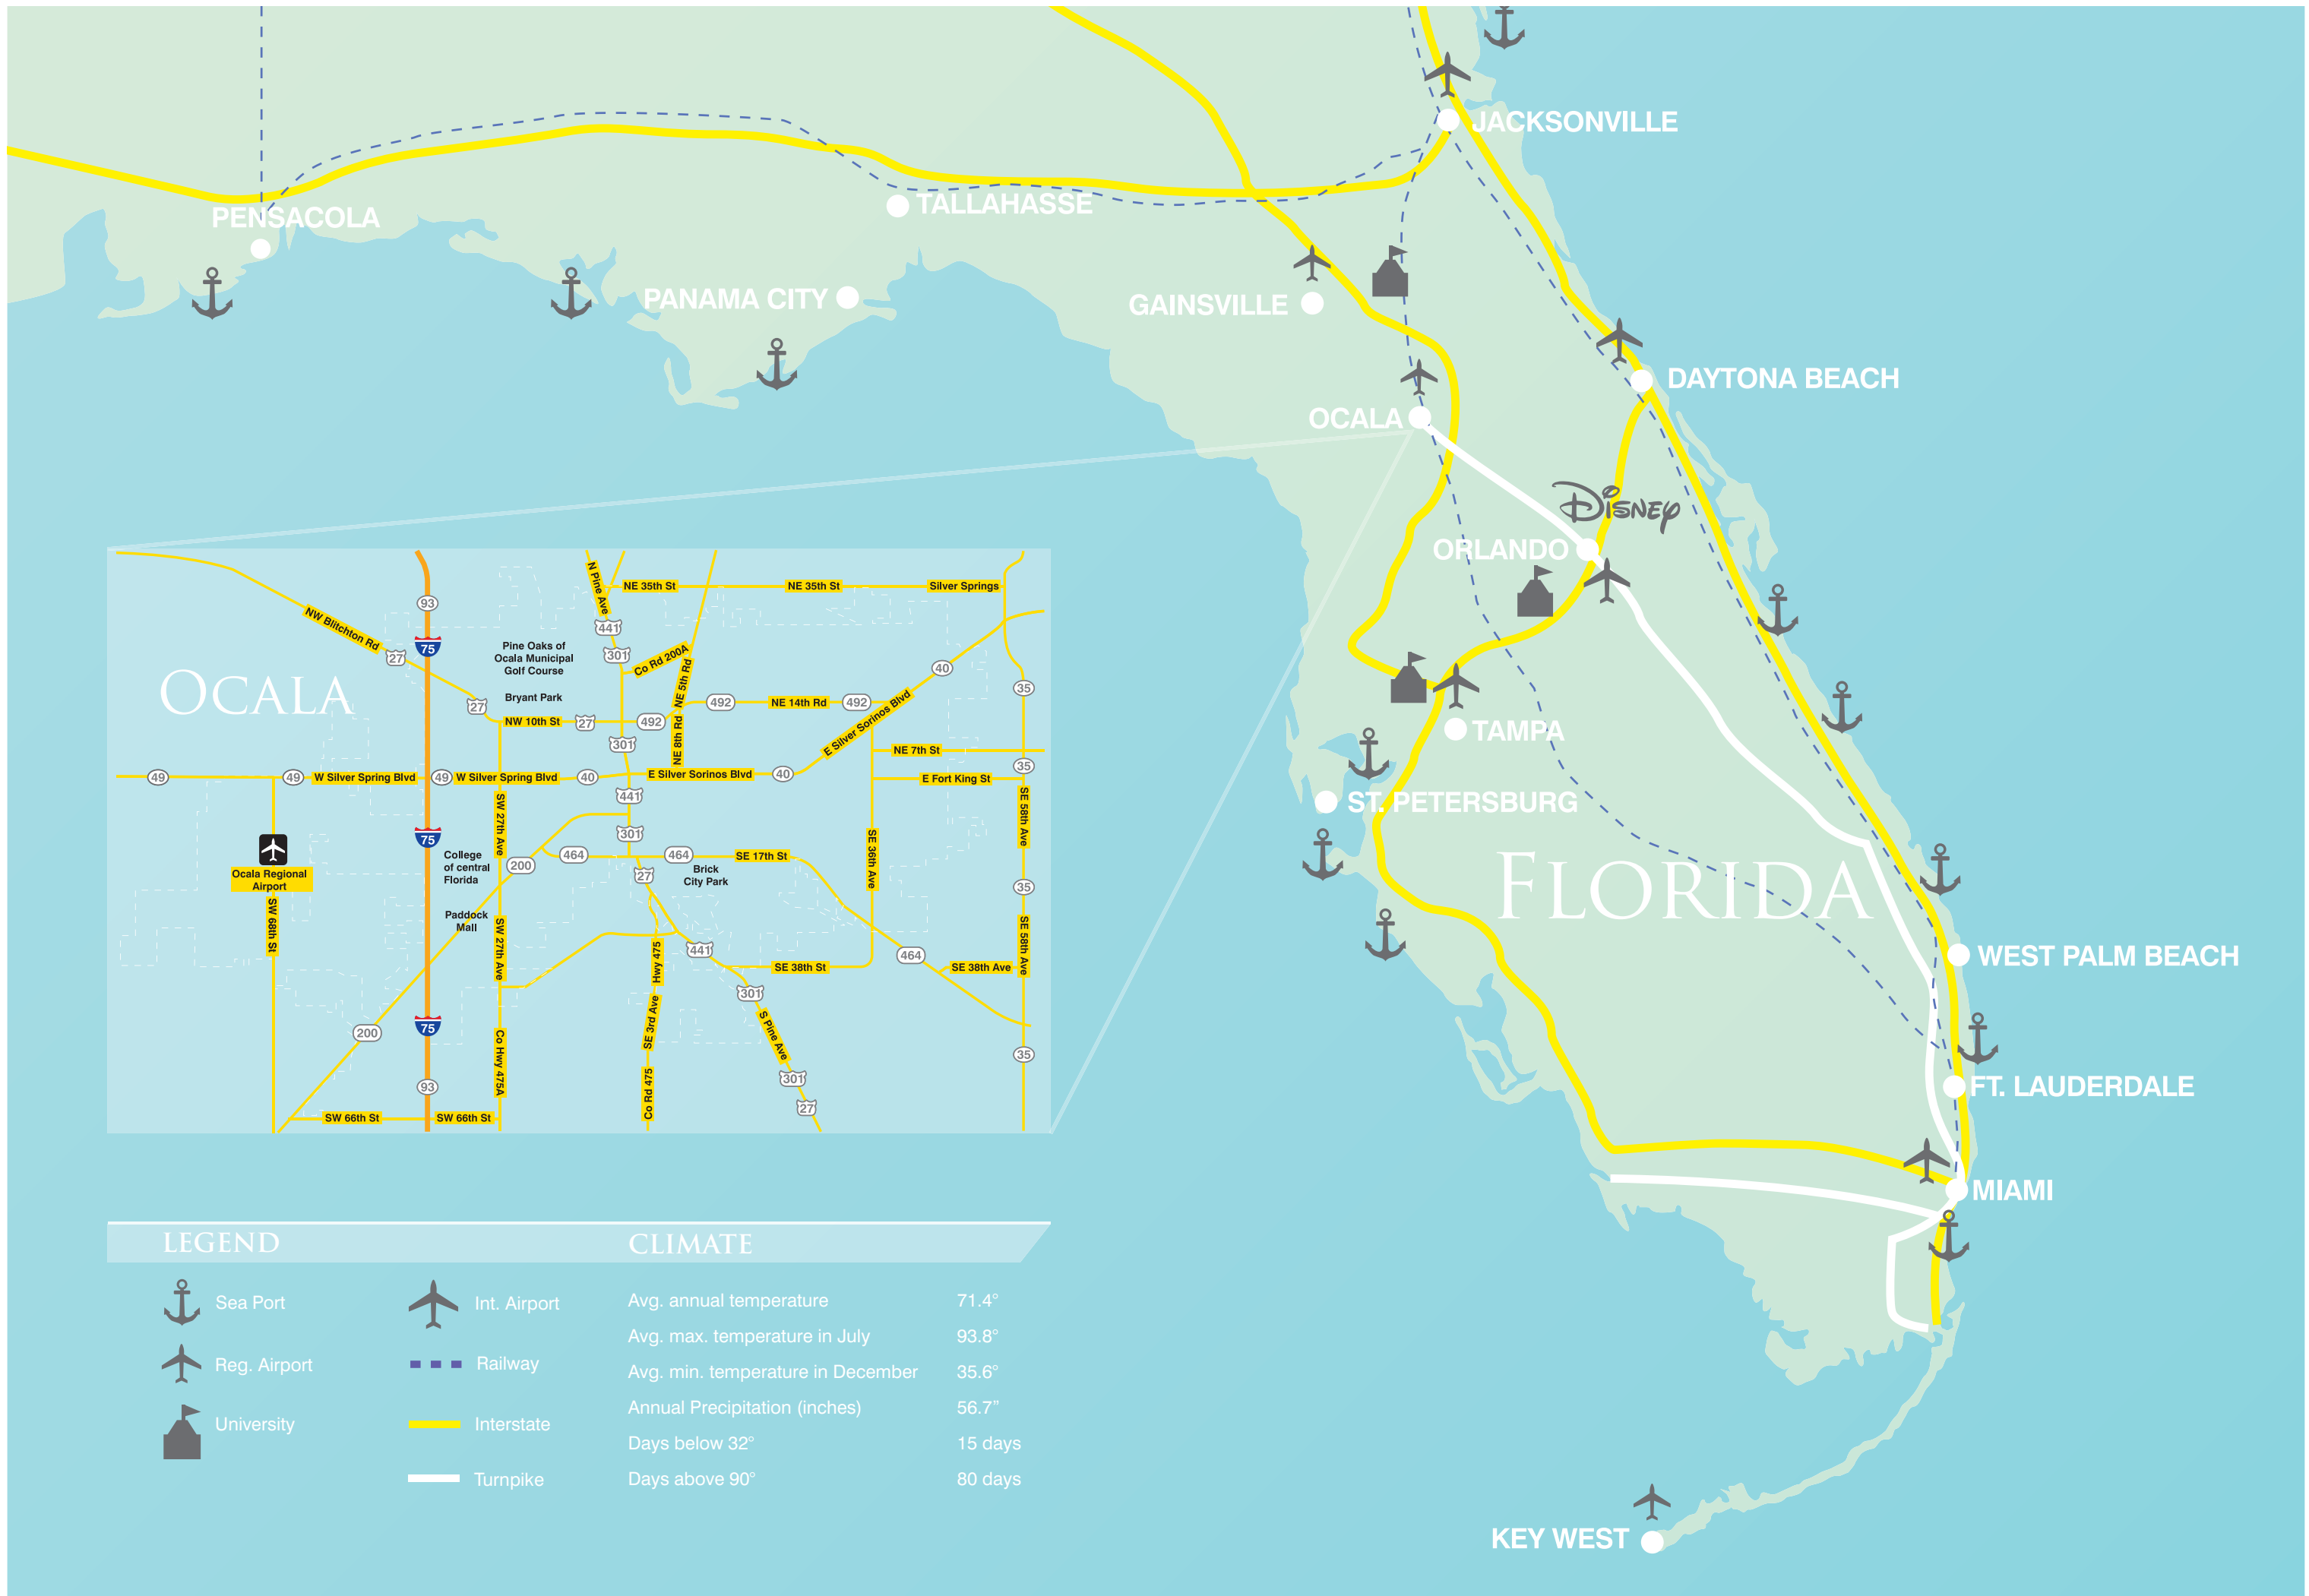 JACKSONVILLE
PENSACOLA
TALLAHASSE
PANAMA CITY
GAINSVILLE
DAYTONA BEACH
OCALA
Disney
ORLANDO
TAMPA
ST. PETERSBURG
FLORIDA
WEST PALM BEACH
FT. LAUDERDALE
MIAMI
KEY WEST
OCALA
N Pine Ave
NE 35th St
NE 35th St
Silver Springs
93
NW Blitchton Rd
441
75
27
Pine Oaks of
Ocala Municipal
Golf Course
301
Co Rd 200A
NE 5th Rd
40
35
Bryant Park
27
NW 10th St
27
492
492
NE 14th Rd
492
E Silver Sorinos Blvd
301
NE 8th Rd
NE 7th St
35
49
49
W Silver Spring Blvd
49
W Silver Spring Blvd
40
E Silver Sorinos Blvd
40
E Fort King St
441
SW 27th Ave
SE 58th Ave
75
301
SE 36th Ave
Ocala Regional
Airport
College
of central
Florida
200
464
464
SE 17th St
Brick
City Park
27
35
SW 68th St
Paddock
Mall
SW 27th Ave
Hwy 475
441
SE 38th St
464
SE 38th Ave
SE 58th Ave
301
200
75
SE 3rd Ave
S Pine Ave
35
93
Co Hwy 475A
Co Rd 475
301
27
SW 66th St
SW 66th St
LEGEND
Sea Port
Int. Airport
Reg. Airport
Railway
University
Interstate
Turnpike
CLIMATE
Avg. annual temperature 71.4°
Avg. max. temperature in July 93.8°
Avg. min. temperature in December 35.6°
Annual Precipitation (inches) 56.7”
Days below 32° 15 days
Days above 90° 80 days